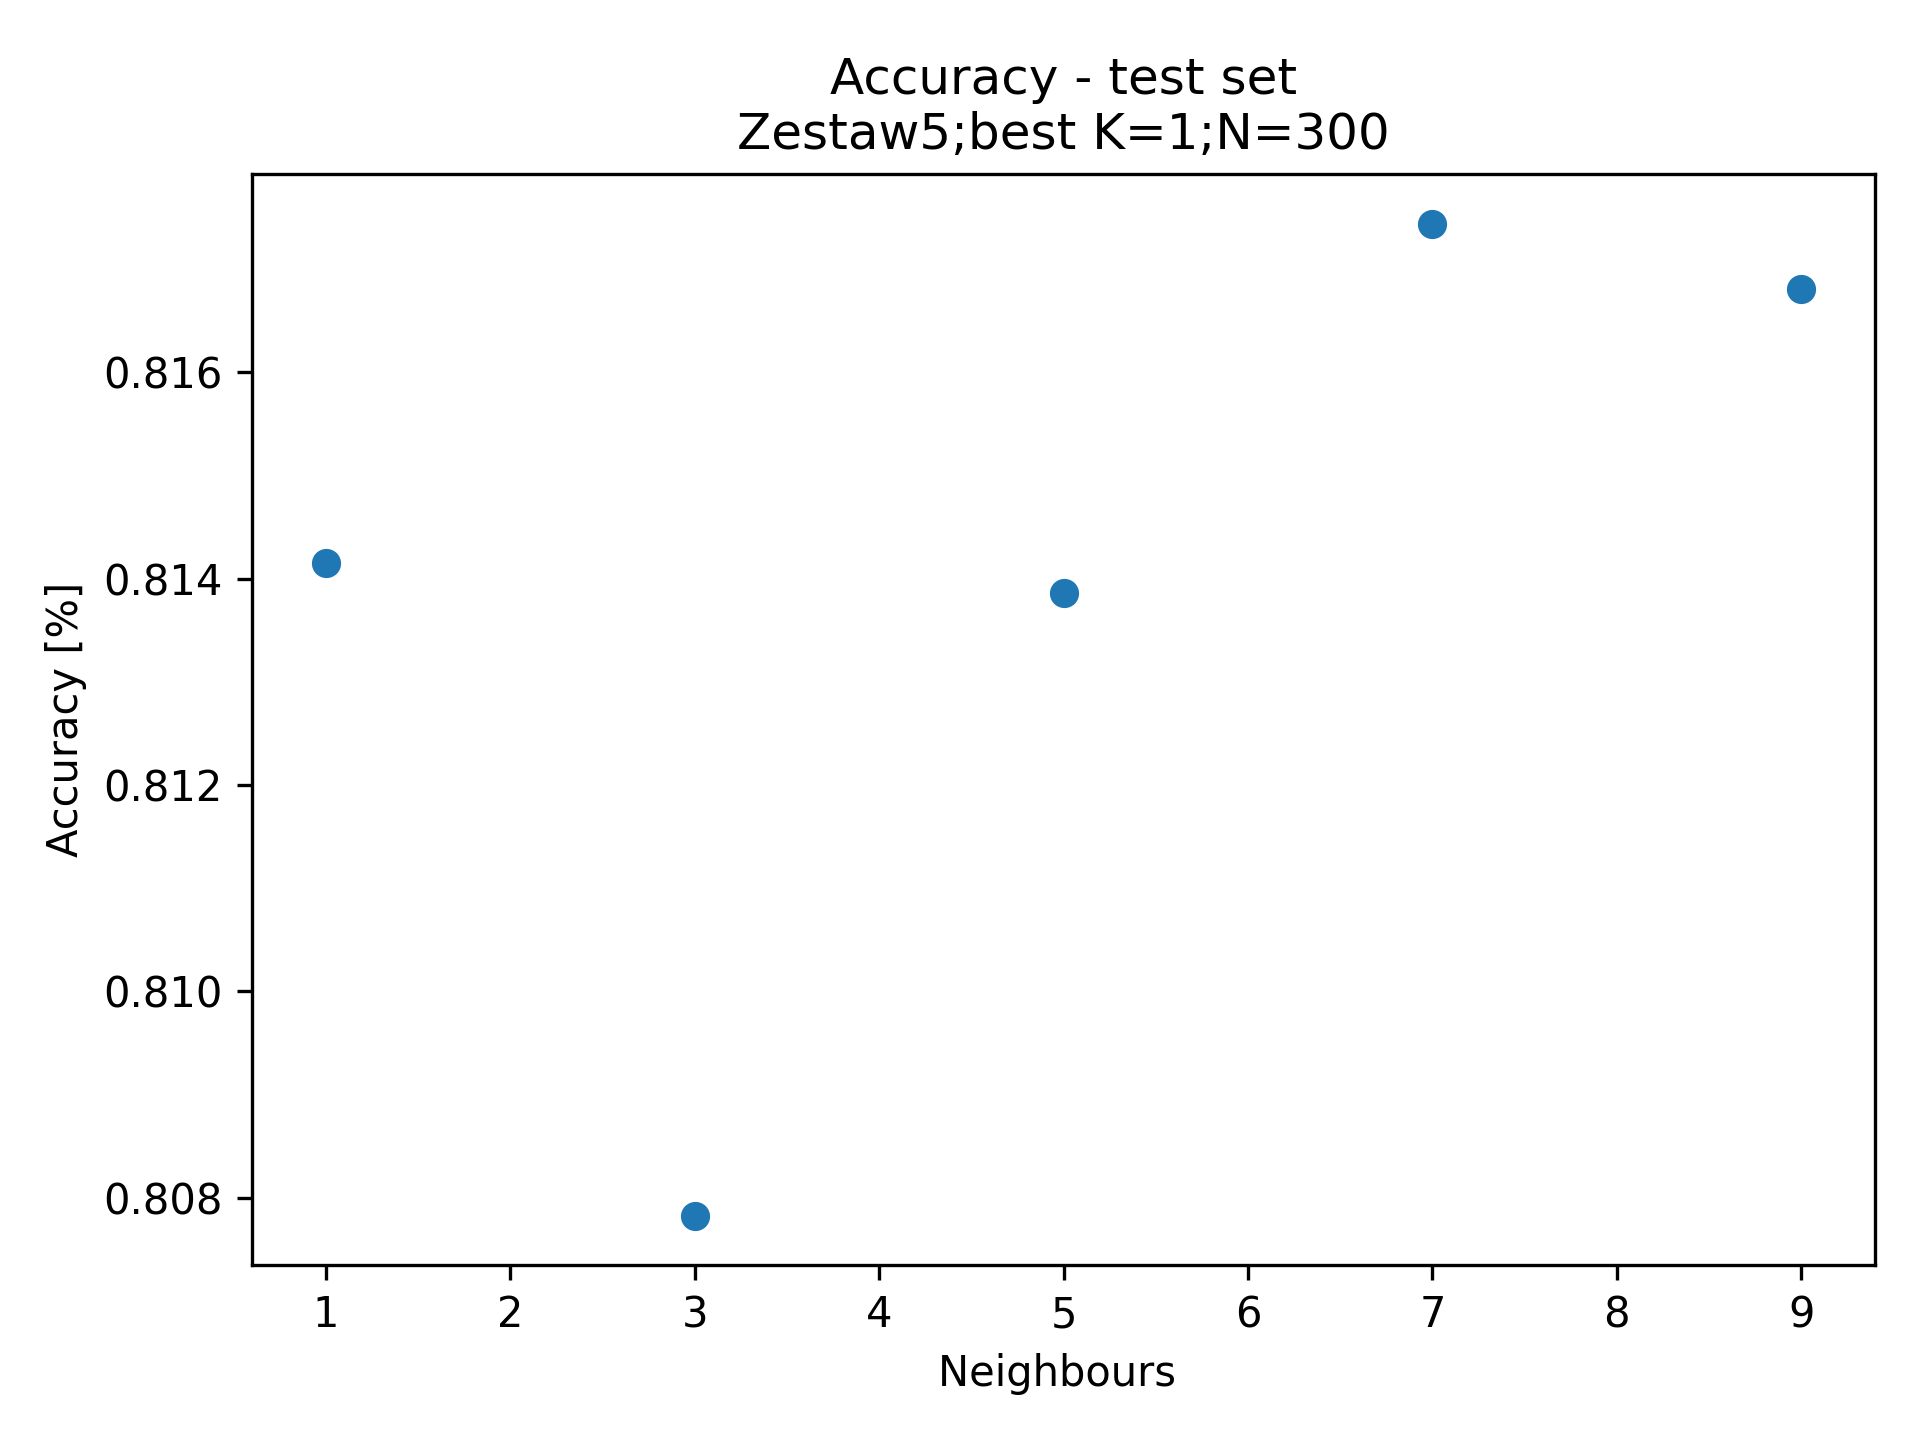 Accuracy - test set
Zestaw5;best K=1;N=300
Accuracy [%]
0.816
0.814
0.812
0.810
0.808
1 2 3 4 5 6 7 8 9
Neighbours